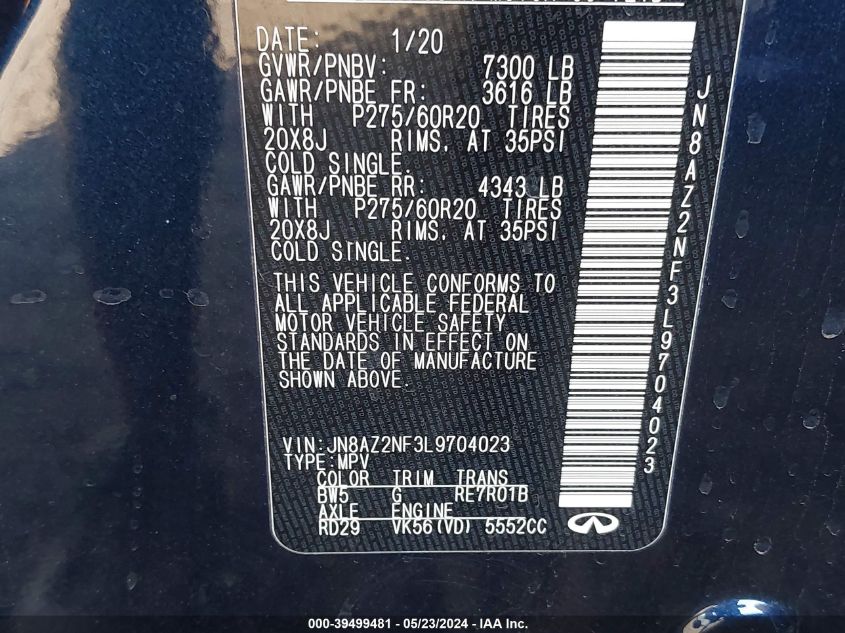 DATE: 1/20
GVWR/PNBV: 7300 LB
GAWR/PNBE FR: 3616 LB
WITH P275/60R20 TIRES
20X8J RIMS. AT 35PSI
COLD SINGLE.
GAWR/PNBE RR: 4343 LB
WITH P275/60R20 TIRES
20X8J RIMS. AT 35PSI
COLD SINGLE.
THIS VEHICLE CONFORMS TO
ALL APPLICABLE FEDERAL
MOTOR VEHICLE SAFETY
STANDARDS IN EFFECT ON
THE DATE OF MANUFACTURE
SHOWN ABOVE.
VIN:JN8AZ2NF3L9704023
TYPE:MPV
COLOR TRIM TRANS
BW5 G RE7R01B
AXLE ENGINE
RD29 VK56(VD) 5552CC
JN8AZ2NF3L9704023
000-39499481 - 05/23/2024 - IAA Inc.